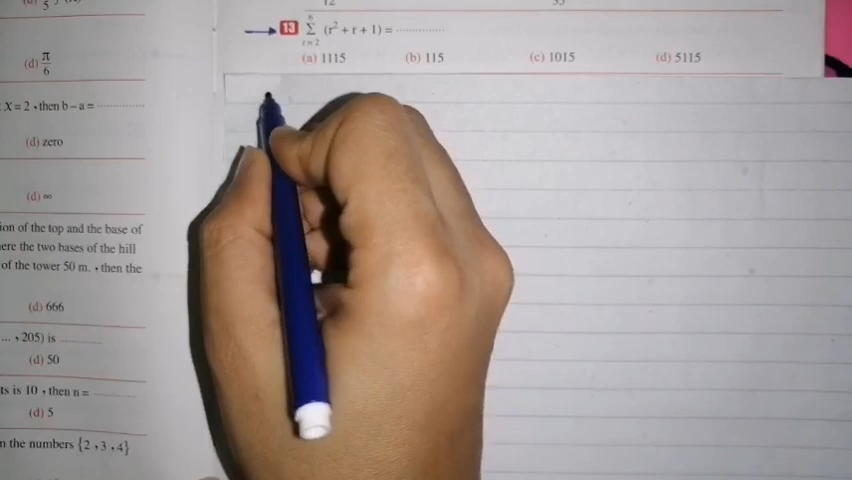 (d) π/6
X = 2 , then b – a = ............
(d) zero
(d) ∞
ion of the top and the base of
ere the two bases of the hill
of the tower 50 m. , then the
(d) 666
... , 205) is ............
(d) 50
ts is 10 , then n = ............
(d) 5
n the numbers {2 , 3 , 4}
13 6 Σ r=2 (r² + r + 1) = ...............
(a) 1115 (b) 115 (c) 1015 (d) 5115